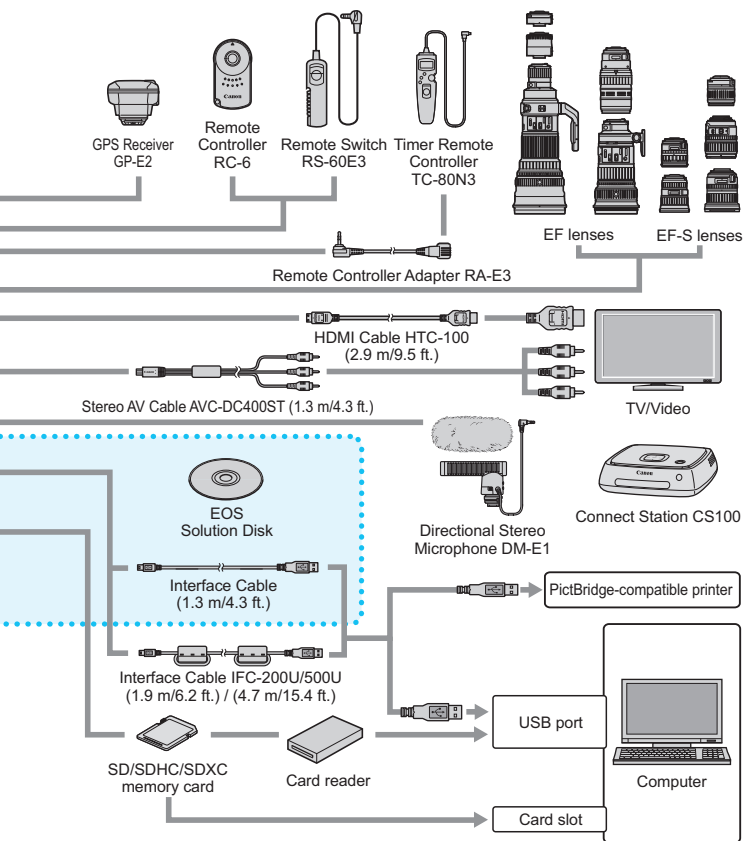 Canon
GPS Receiver
GP-E2
Remote
Controller
RC-6
Remote Switch
RS-60E3
Timer Remote
Controller
TC-80N3
EF lenses
EF-S lenses
Remote Controller Adapter RA-E3
HDMI Cable HTC-100
(2.9 m/9.5 ft.)
TV/Video
Stereo AV Cable AVC-DC400ST (1.3 m/4.3 ft.)
EOS
Solution Disk
Directional Stereo
Microphone DM-E1
Canon
Connect Station CS100
Interface Cable
(1.3 m/4.3 ft.)
PictBridge-compatible printer
Interface Cable IFC-200U/500U
(1.9 m/6.2 ft.) / (4.7 m/15.4 ft.)
USB port
Computer
SD/SDHC/SDXC
memory card
Card reader
Card slot